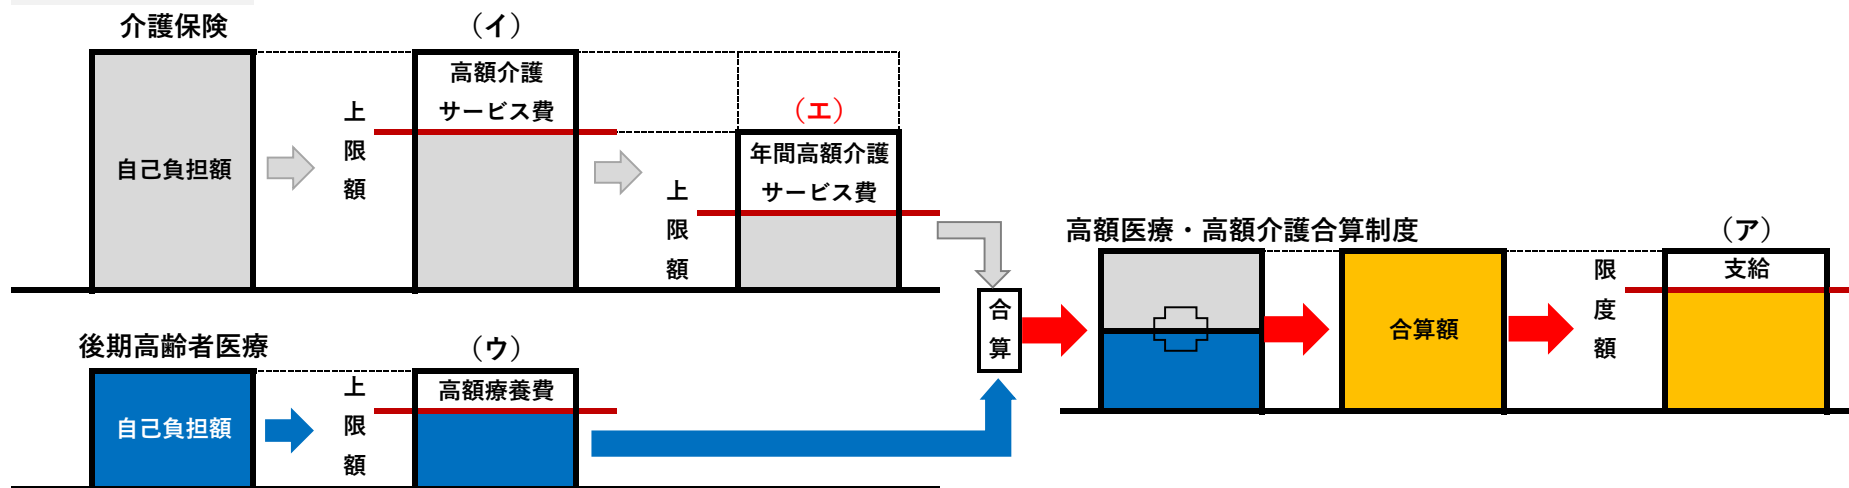 介護保険
(イ)
高額介護
サービス費
上限額
自己負担額
(エ)
年間高額介護
サービス費
上限額
高額医療・高額介護合算制度
(ア)
支給
限度額
合算
合算額
後期高齢者医療
(ウ)
高額療養費
上限額
自己負担額